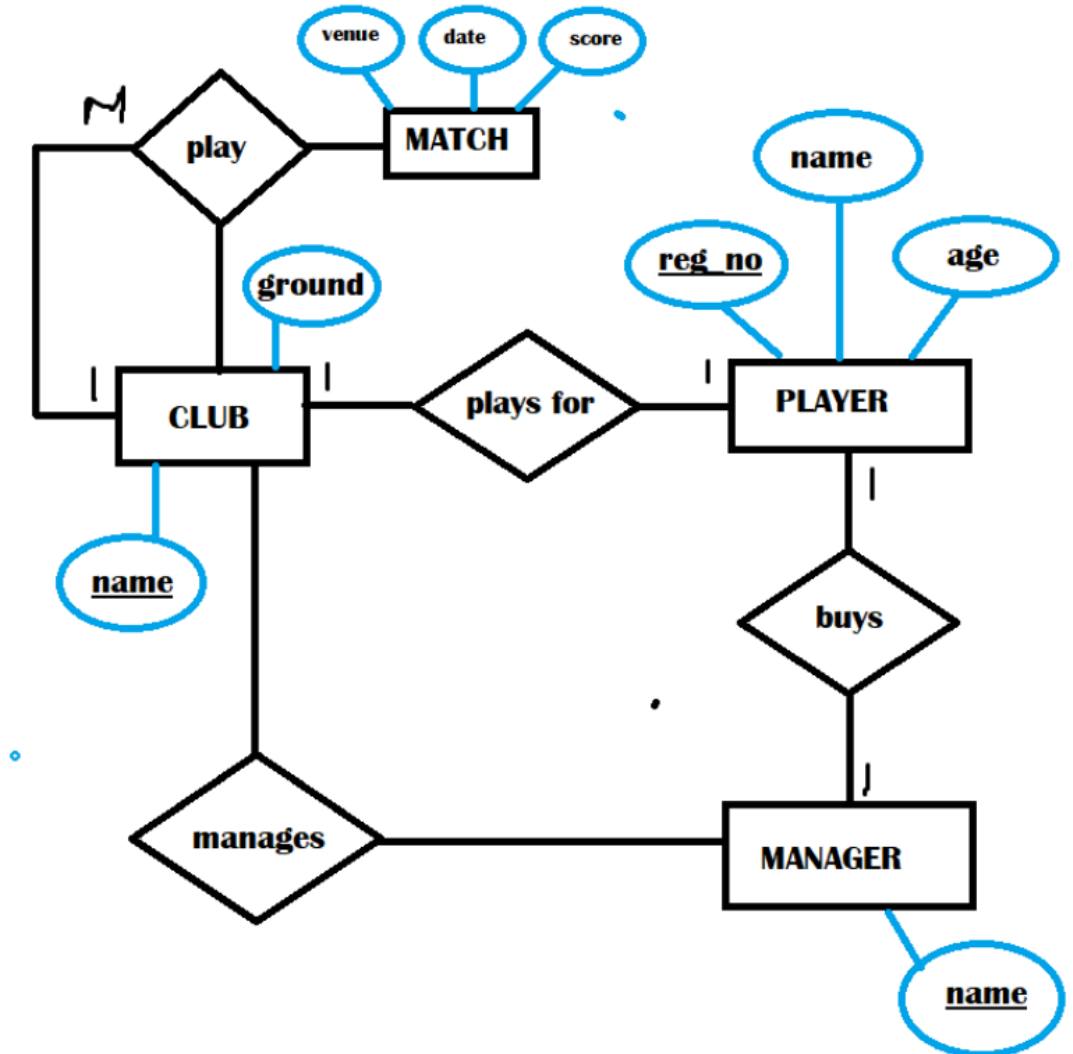 venue
date
score
M
play
MATCH
name
reg_no
age
ground
1
1
1
CLUB
plays for
PLAYER
1
name
buys
1
manages
MANAGER
name